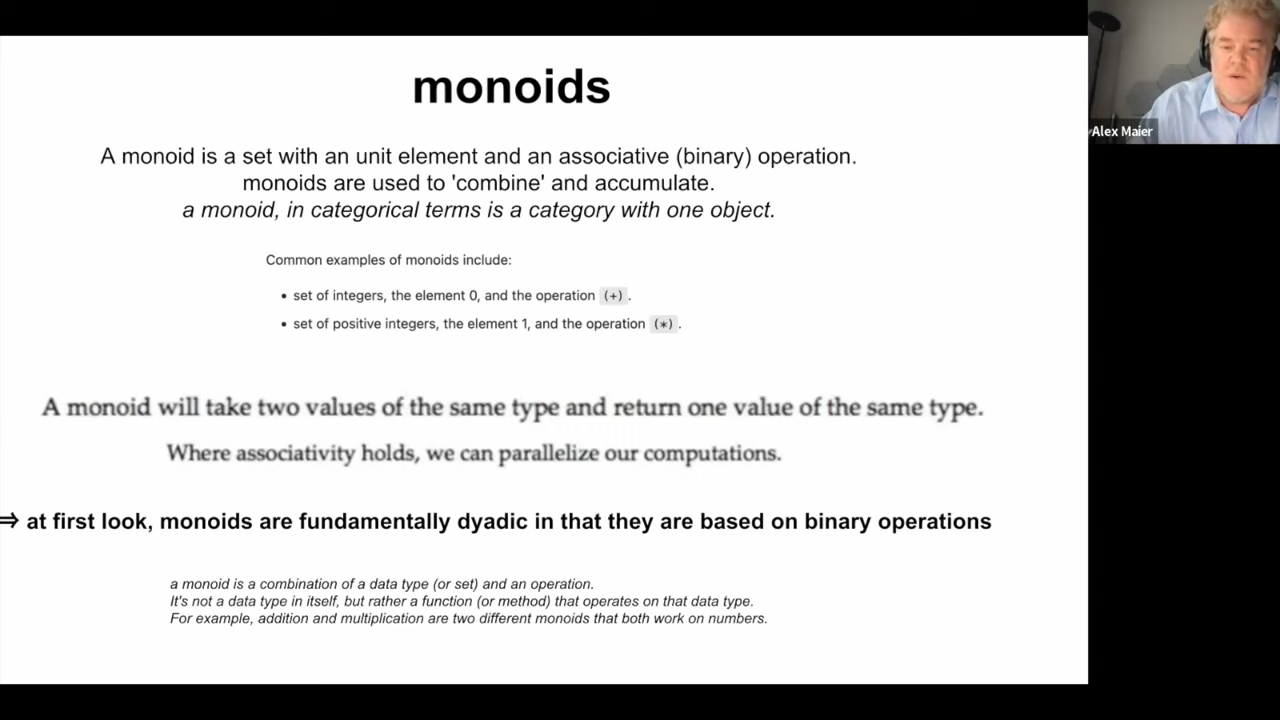 monoids
A monoid is a set with an unit element and an associative (binary) operation.
monoids are used to 'combine' and accumulate.
a monoid, in categorical terms is a category with one object.
Common examples of monoids include:
• set of integers, the element 0, and the operation (+).
• set of positive integers, the element 1, and the operation (*).
A monoid will take two values of the same type and return one value of the same type.
Where associativity holds, we can parallelize our computations.
⇒ at first look, monoids are fundamentally dyadic in that they are based on binary operations
a monoid is a combination of a data type (or set) and an operation.
It's not a data type in itself, but rather a function (or method) that operates on that data type.
For example, addition and multiplication are two different monoids that both work on numbers.
Alex Maier